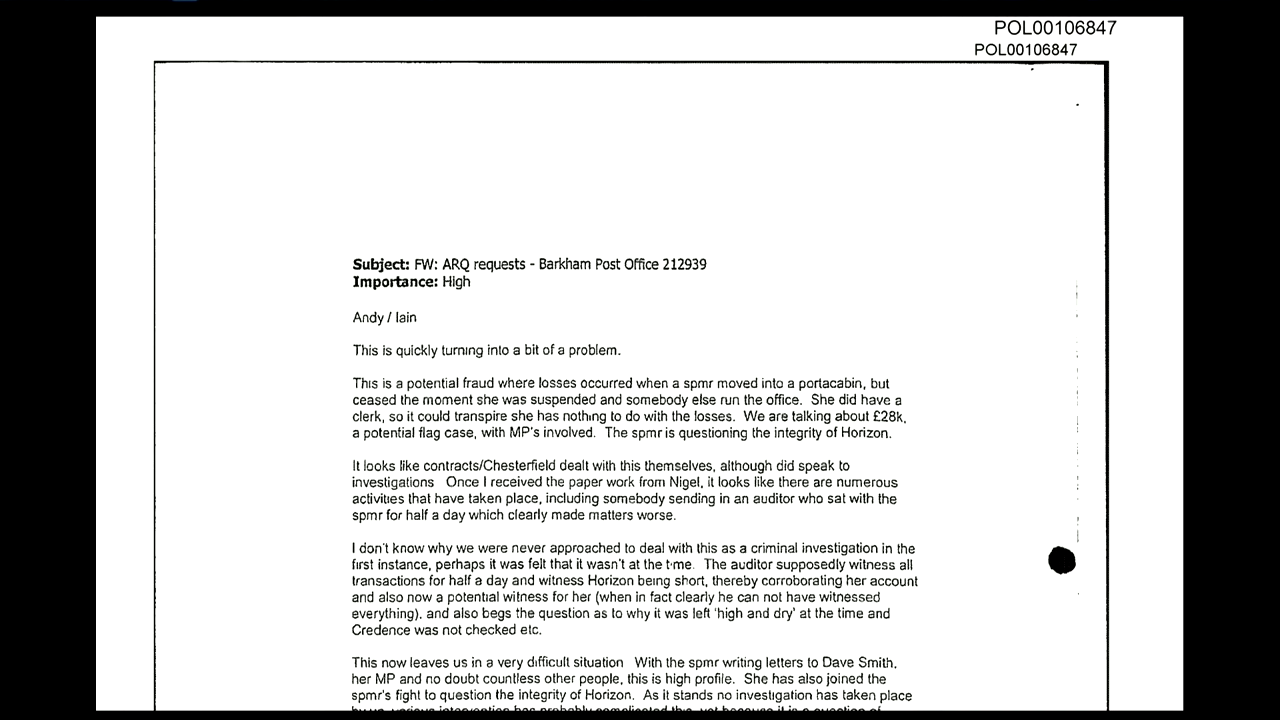 POL00106847
POL00106847
Subject: FW: ARQ requests - Barkham Post Office 212939
Importance: High
Andy / Iain
This is quickly turning into a bit of a problem.
This is a potential fraud where losses occurred when a spmr moved into a portacabin, but
ceased the moment she was suspended and somebody else run the office. She did have a
clerk, so it could transpire she has nothing to do with the losses. We are talking about £28k,
a potential flag case, with MP's involved. The spmr is questioning the integrity of Horizon.
It looks like contracts/Chesterfield dealt with this themselves, although did speak to
investigations Once I received the paper work from Nigel, it looks like there are numerous
activities that have taken place, including somebody sending in an auditor who sat with the
spmr for half a day which clearly made matters worse.
I don't know why we were never approached to deal with this as a criminal investigation in the
first instance, perhaps it was felt that it wasn't at the time. The auditor supposedly witness all
transactions for half a day and witness Horizon being short, thereby corroborating her account
and also now a potential witness for her (when in fact clearly he can not have witnessed
everything), and also begs the question as to why it was left 'high and dry' at the time and
Credence was not checked etc.
This now leaves us in a very difficult situation With the spmr writing letters to Dave Smith,
her MP and no doubt countless other people, this is high profile. She has also joined the
spmr's fight to question the integrity of Horizon. As it stands no investigation has taken place
by us, various intervention has probably complicated this, yet because it is a question of